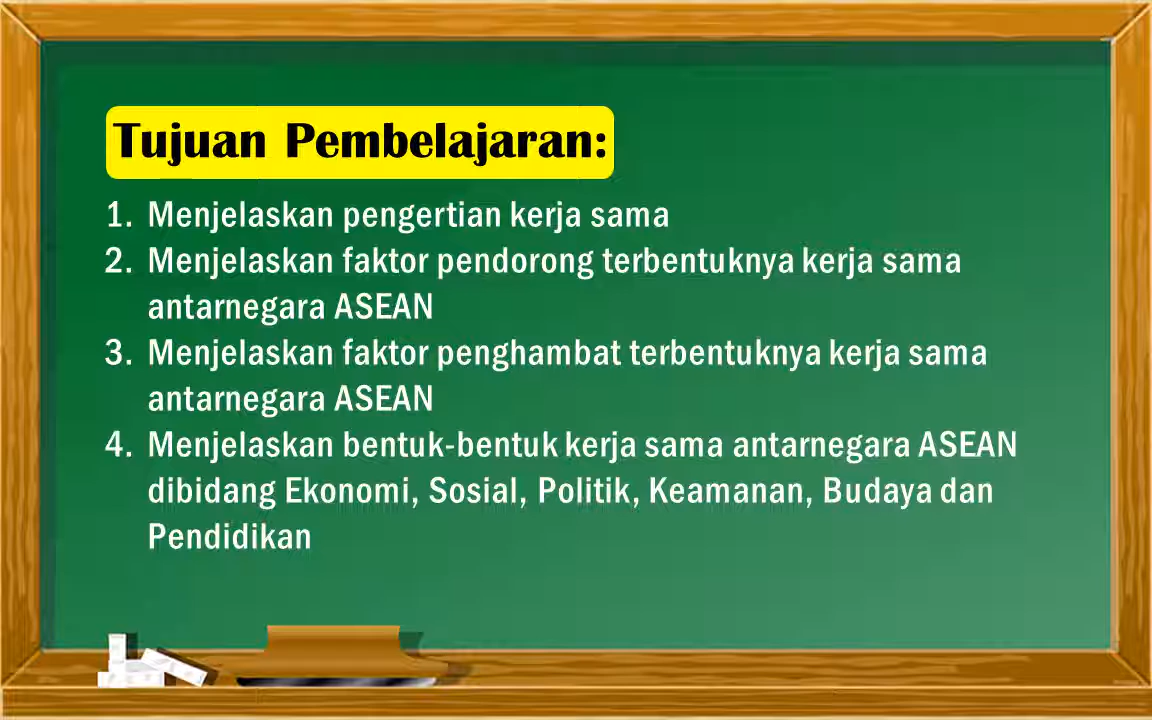 Tujuan Pembelajaran:
1. Menjelaskan pengertian kerja sama
2. Menjelaskan faktor pendorong terbentuknya kerja sama
antarnegara ASEAN
3. Menjelaskan faktor penghambat terbentuknya kerja sama
antarnegara ASEAN
4. Menjelaskan bentuk-bentuk kerja sama antarnegara ASEAN
dibidang Ekonomi, Sosial, Politik, Keamanan, Budaya dan
Pendidikan